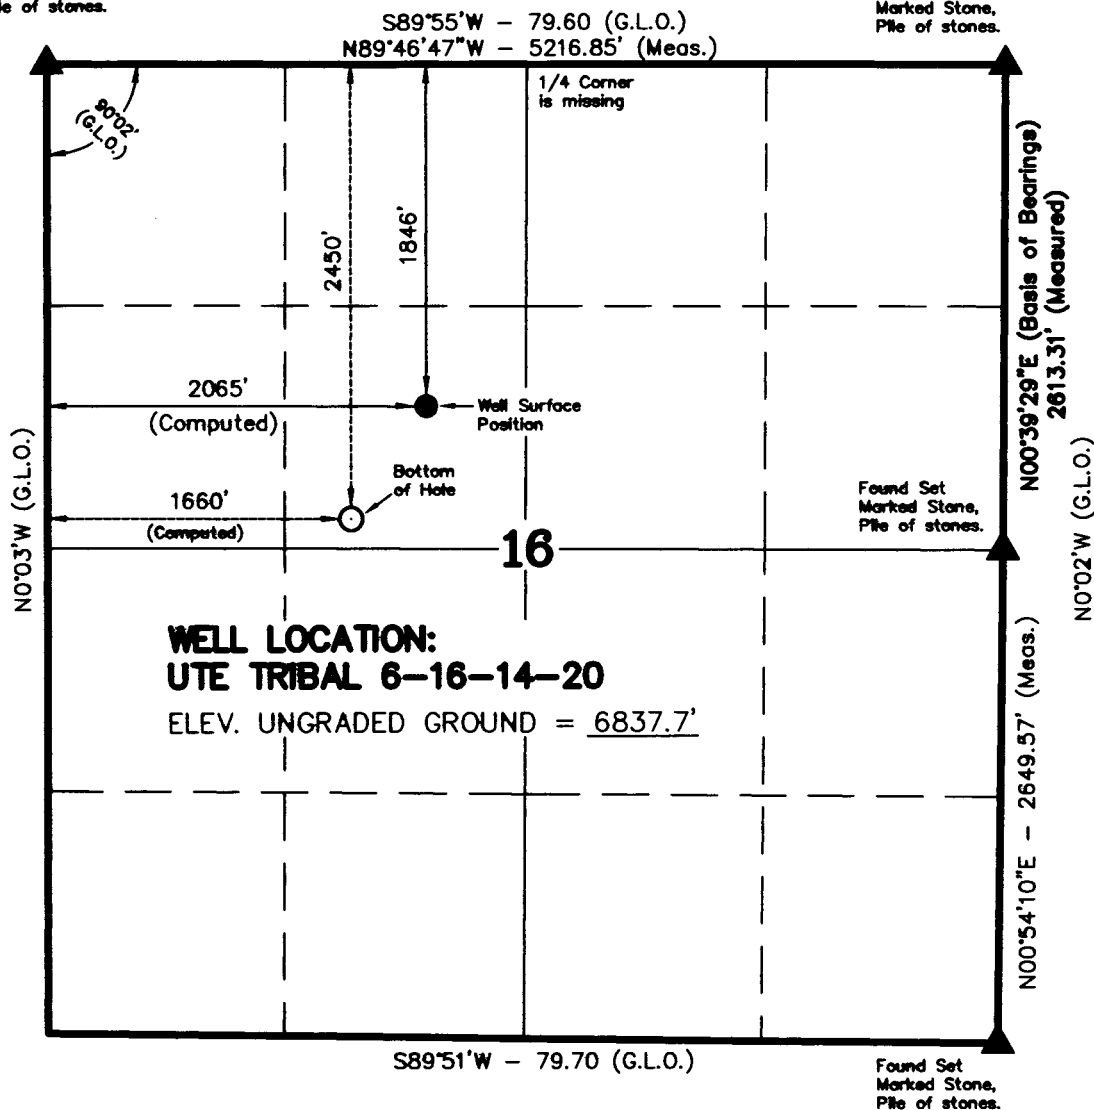 le of stones.
S89°55'W - 79.60 (G.L.O.)
N89°46'47"W - 5216.85' (Meas.)
Marked Stone,
Pile of stones.
1/4 Corner
is missing
90°02'
(G.L.O.)
2450'
1846'
N00°39'29"E (Basis of Bearings)
2613.31' (Measured)
2065'
(Computed)
Well Surface
Position
Bottom
of Hole
1660'
(Computed)
Found Set
Marked Stone,
Pile of stones.
N0°03'W (G.L.O.)
N0°02'W (G.L.O.)
16
WELL LOCATION:
UTE TRIBAL 6-16-14-20
ELEV. UNGRADED GROUND = 6837.7'
N00°54'10"E - 2649.57' (Meas.)
S89°51'W - 79.70 (G.L.O.)
Found Set
Marked Stone,
Pile of stones.